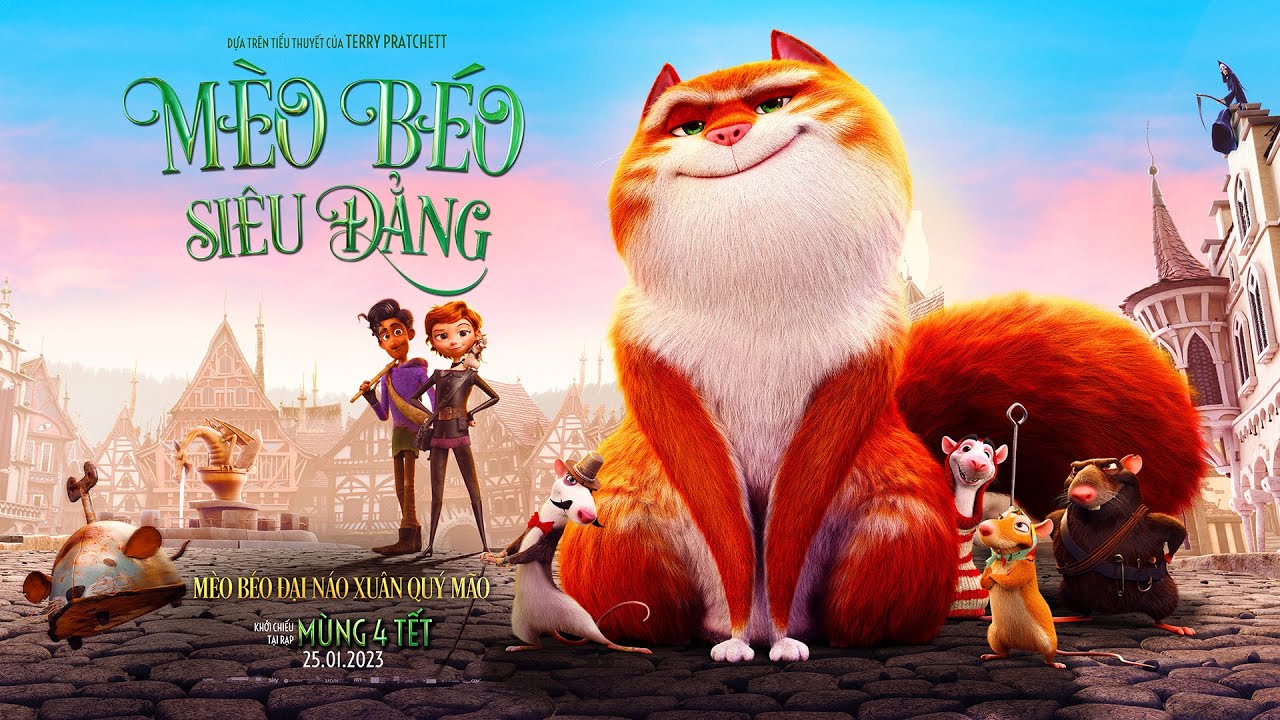 DỰA TRÊN TIỂU THUYẾT CỦA TERRY PRATCHETT
MÈO BÉO
SIÊU ĐẲNG
MÈO BÉO ĐẠI NÁO XUÂN QUÝ MÃO
KHỞI CHIẾU
TẠI RẠP
MÙNG 4 TẾT
25.01.2023
sky